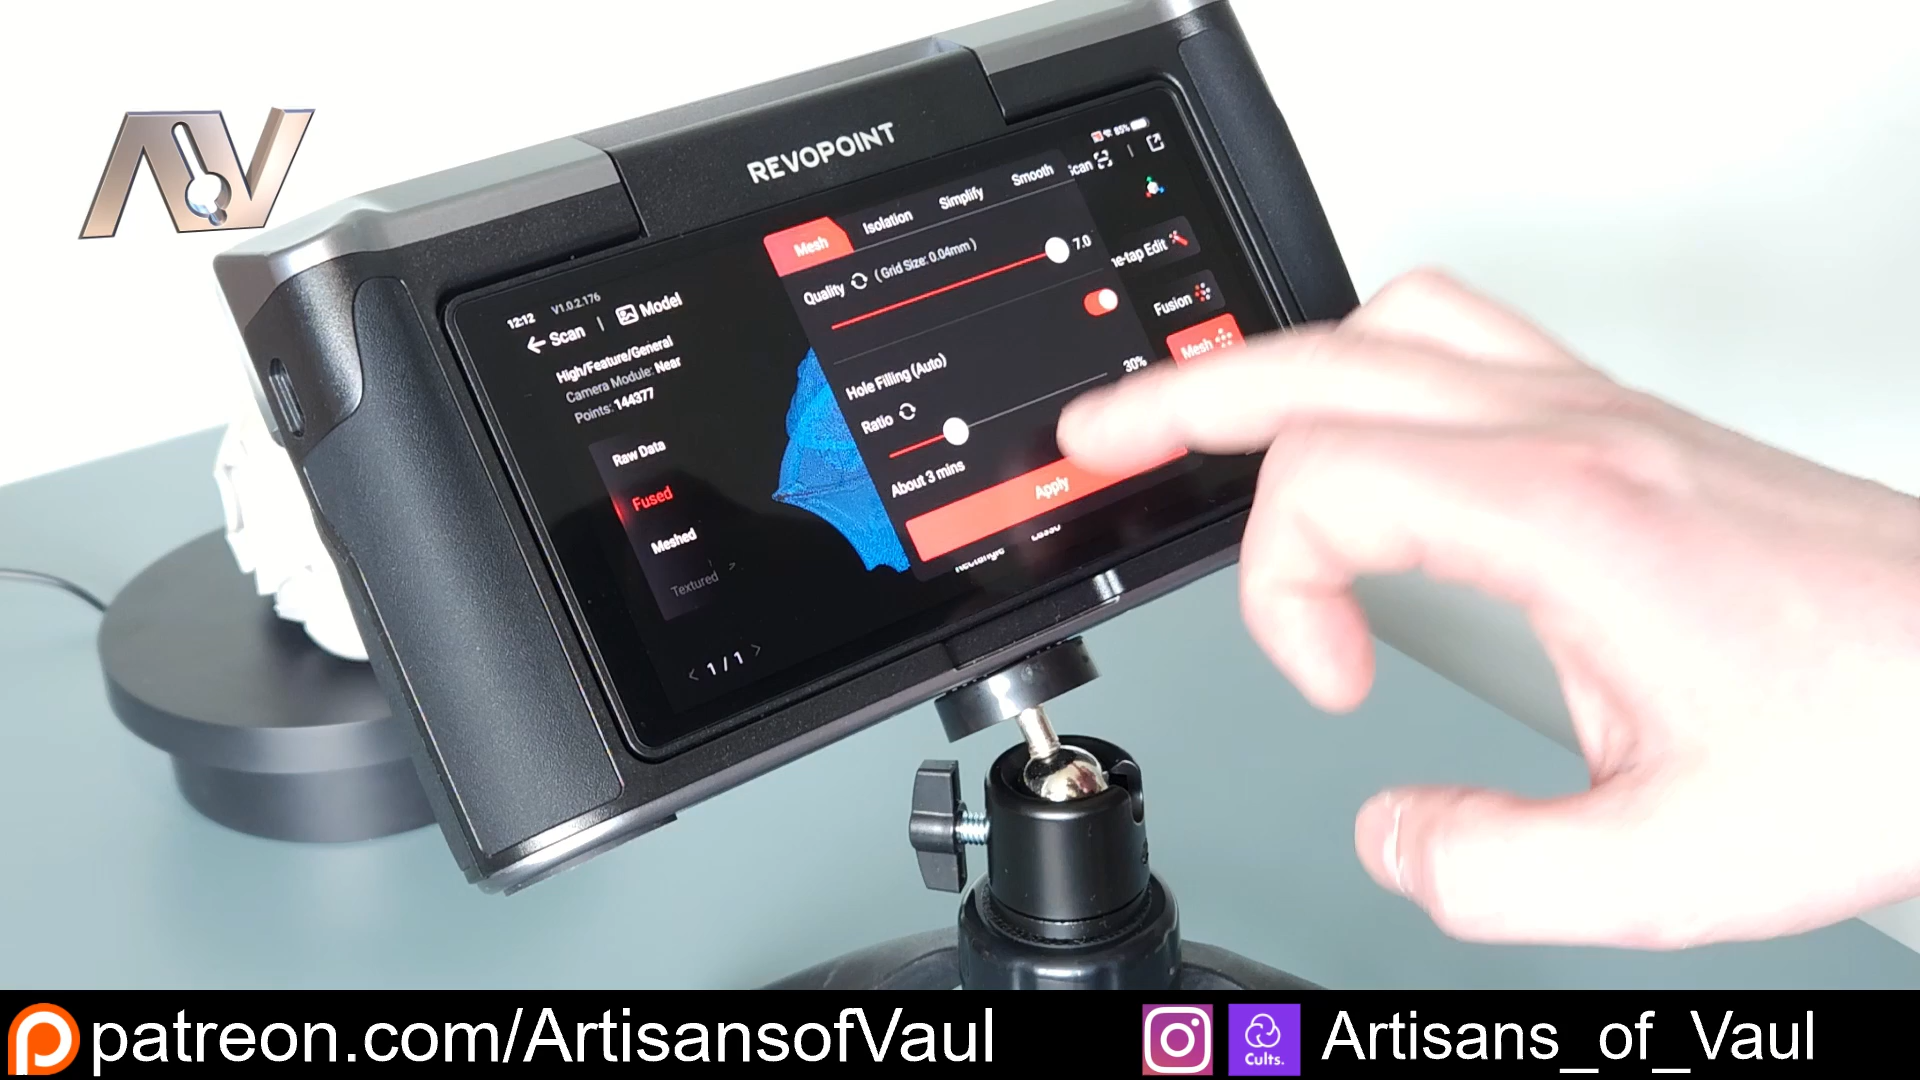 AV
REVOPOINT
85%
12:12 V1.0.2.176
Scan | Model
High/Feature/General
Camera Module: Near
Points: 144377
Raw Data
Fused
Meshed
Textured
< 1 / 1 >
Mesh Isolation Simplify Smooth
Quality (Grid Size: 0.04mm) 7.0
Hole Filling (Auto)
Ratio 30%
About 3 mins
Apply
Fusion
Mesh
patreon.com/ArtisansofVaul
Cults.
Artisans_of_Vaul